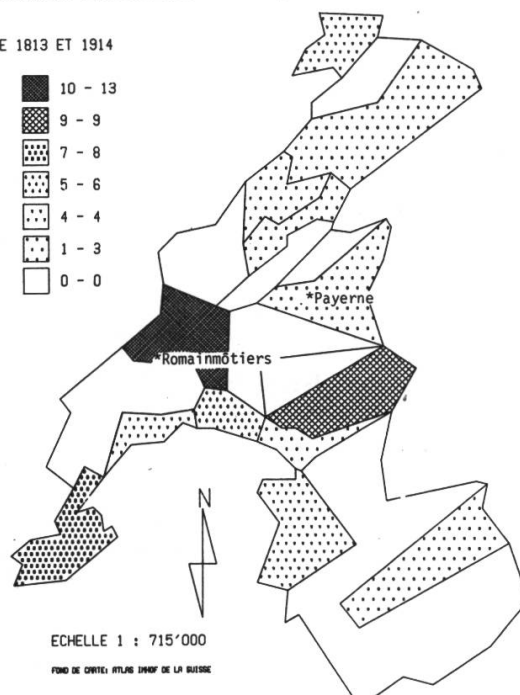 E 1813 ET 1914
10 - 13
9 - 9
7 - 8
5 - 6
4 - 4
1 - 3
0 - 0
*Payerne
*Romainmôtiers
N
ECHELLE 1 : 715'000
FOND DE CARTE: ATLAS IMHOF DE LA SUISSE